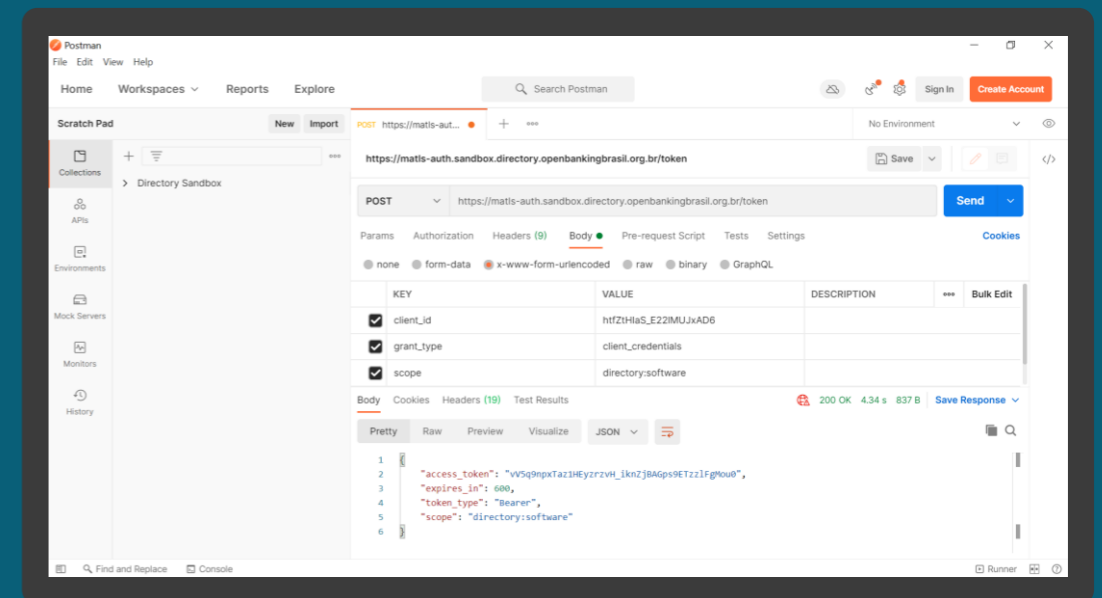 Postman
File Edit View Help
Home Workspaces Reports Explore Search Postman Sign In Create Account
Scratch Pad New Import POST https://matls-aut... No Environment
Collections
Directory Sandbox
APIs
Environments
Mock Servers
Monitors
History
https://matls-auth.sandbox.directory.openbankingbrasil.org.br/token Save
POST https://matls-auth.sandbox.directory.openbankingbrasil.org.br/token Send
Params Authorization Headers (9) Body Pre-request Script Tests Settings Cookies
none form-data x-www-form-urlencoded raw binary GraphQL
KEY VALUE DESCRIPTION Bulk Edit
client_id htfZtHIaS_E22IMUJxAD6
grant_type client_credentials
scope directory:software
Body Cookies Headers (19) Test Results 200 OK 4.34 s 837 B Save Response
Pretty Raw Preview Visualize JSON
1 {
2 "access_token": "vV5q9npxTaz1HEyzrzvH_iknZjBAGps9ETzzlFgMou0",
3 "expires_in": 600,
4 "token_type": "Bearer",
5 "scope": "directory:software"
6 }
Find and Replace Console Runner